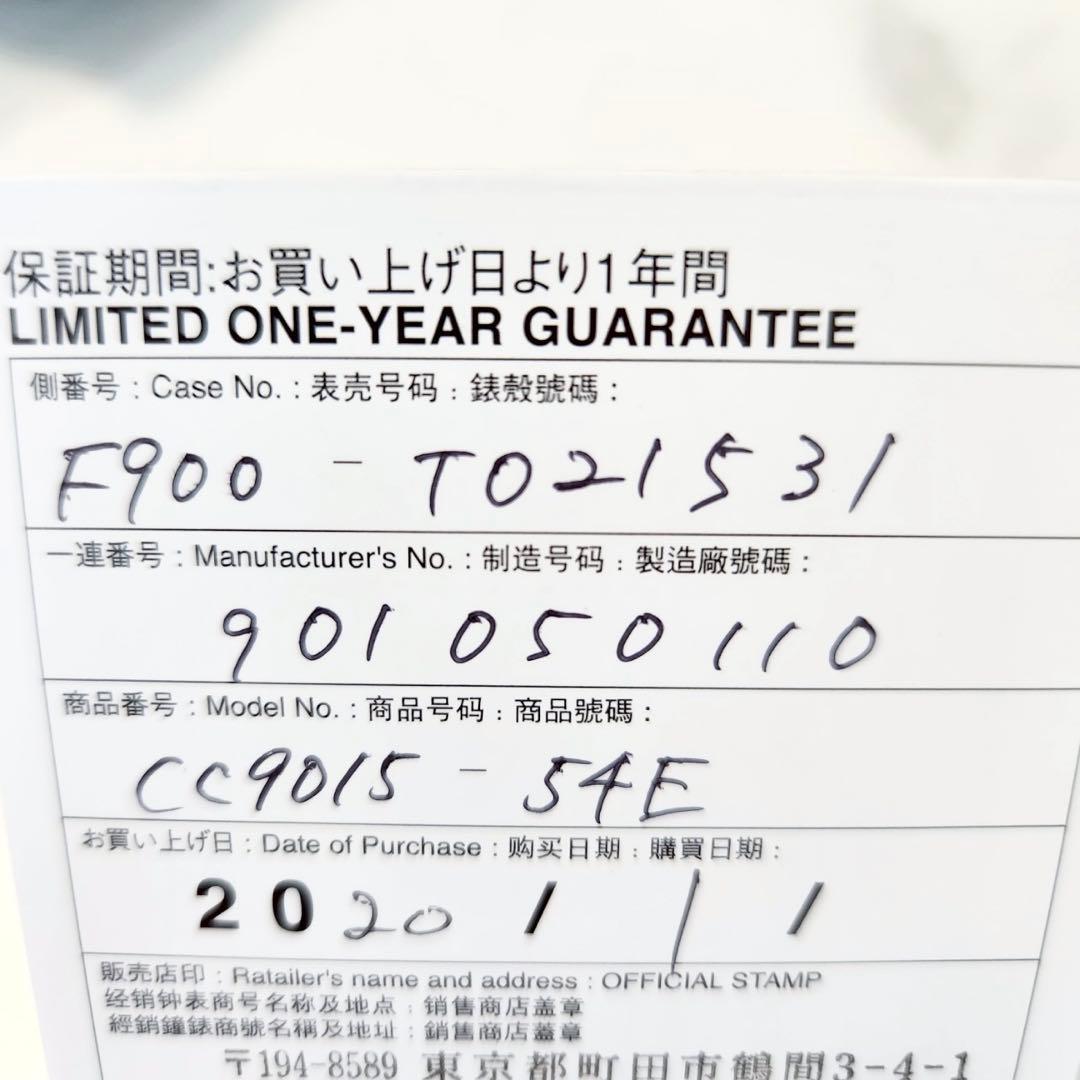 保証期間:お買い上げ日より1年間
LIMITED ONE-YEAR GUARANTEE
側番号：Case No.：表壳号码：錶殼號碼：
F900 - T021531
一連番号：Manufacturer's No.：制造号码：製造廠號碼：
901050110
商品番号：Model No.：商品号码：商品號碼：
CC9015 - 54E
お買い上げ日：Date of Purchase：购买日期：購買日期：
2020 / 1 /
販売店印：Ratailer's name and address：OFFICIAL STAMP
经销钟表商号名称及地点：销售商店盖章
經銷鐘錶商號名稱及地址：銷售商店蓋章
〒194-8589 東京都町田市鶴間3-4-1